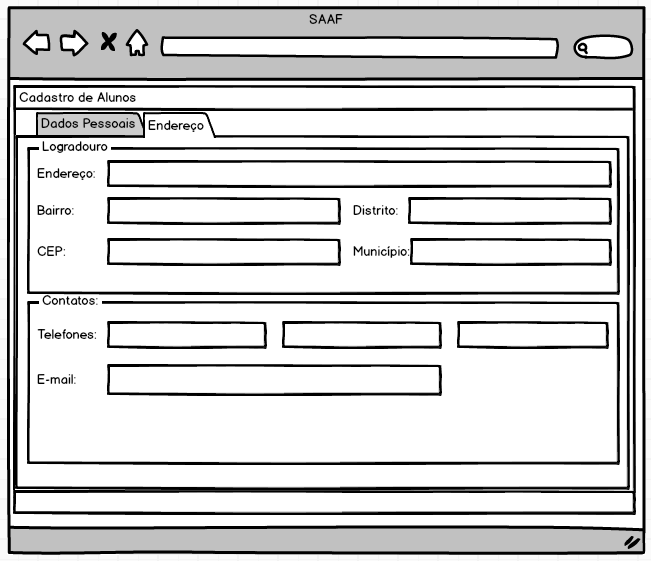 SAAF
Cadastro de Alunos
Dados Pessoais Endereço
Logradouro
Endereço:
Bairro: Distrito:
CEP: Município:
Contatos:
Telefones:
E-mail: